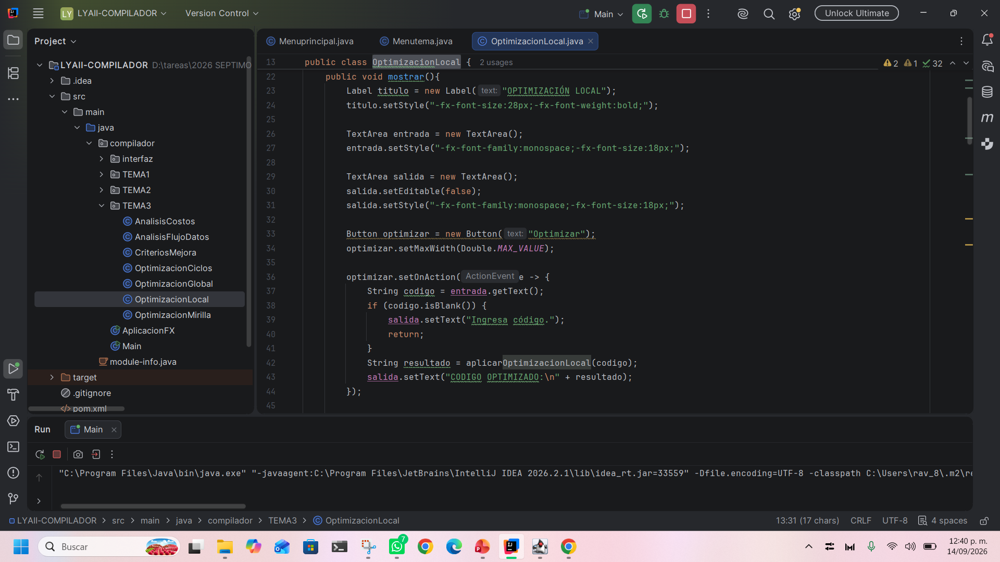 LY LYAII-COMPILADOR Version Control Main Unlock Ultimate
Project
LYAII-COMPILADOR D:\tareas\2026 SEPTIMO
.idea
src
main
java
compilador
interfaz
TEMA1
TEMA2
TEMA3
AnalisisCostos
AnalisisFlujoDatos
CriteriosMejora
OptimizacionCiclos
OptimizacionGlobal
OptimizacionLocal
OptimizacionMirilla
AplicacionFX
Main
module-info.java
target
.gitignore
pom.xml
Menuprincipal.java Menutema.java OptimizacionLocal.java
13 public class OptimizacionLocal { 2 usages
2 1 32
22 public void mostrar(){
23 Label titulo = new Label( text: "OPTIMIZACIÓN LOCAL");
24 titulo.setStyle("-fx-font-size:28px;-fx-font-weight:bold;");
25
26 TextArea entrada = new TextArea();
27 entrada.setStyle("-fx-font-family:monospace;-fx-font-size:18px;");
28
29 TextArea salida = new TextArea();
30 salida.setEditable(false);
31 salida.setStyle("-fx-font-family:monospace;-fx-font-size:18px;");
32
33 Button optimizar = new Button( text: "Optimizar");
34 optimizar.setMaxWidth(Double.MAX_VALUE);
35
36 optimizar.setOnAction( ActionEvent e -> {
37 String codigo = entrada.getText();
38 if (codigo.isBlank()) {
39 salida.setText("Ingresa código.");
40 return;
41 }
42 String resultado = aplicarOptimizacionLocal(codigo);
43 salida.setText("CODIGO OPTIMIZADO:\n" + resultado);
44 });
45
Run Main
"C:\Program Files\Java\bin\java.exe" "-javaagent:C:\Program Files\JetBrains\IntelliJ IDEA 2026.2.1\lib\idea_rt.jar=33559" -Dfile.encoding=UTF-8 -classpath C:\Users\rav_8\.m2\re
LYAII-COMPILADOR > src > main > java > compilador > TEMA3 > OptimizacionLocal
13:31 (17 chars) CRLF UTF-8 4 spaces
Buscar
7
12:40 p. m.
14/09/2026